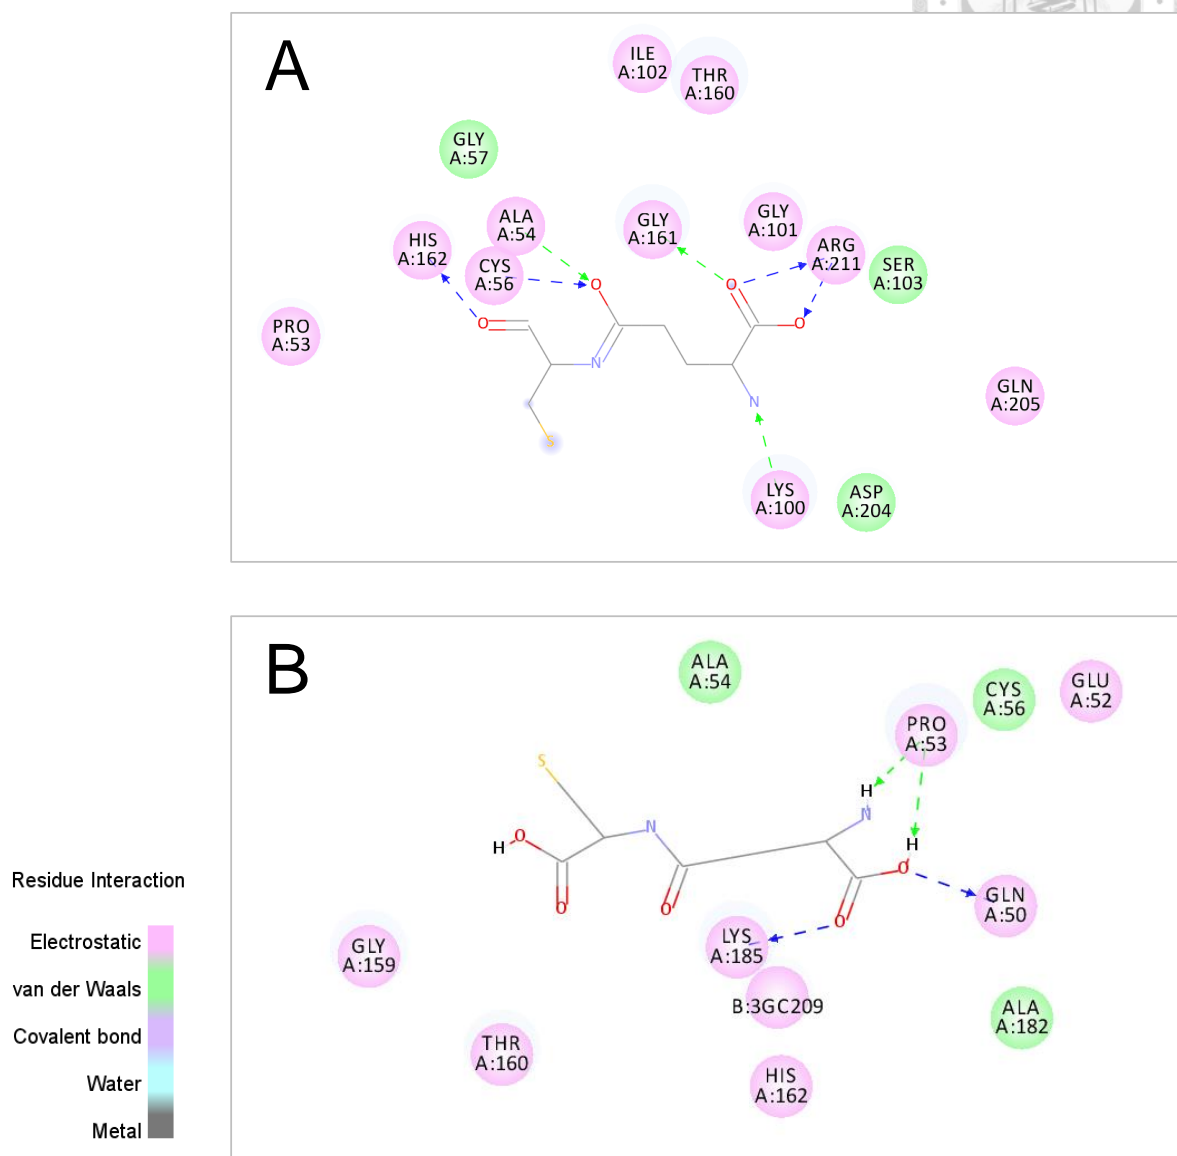 A
ILE
A:102
THR
A:160
GLY
A:57
ALA
A:54
GLY
A:161
GLY
A:101
HIS
A:162
CYS
A:56
ARG
A:211
SER
A:103
O
O
O
O
PRO
A:53
N
N
GLN
A:205
S
LYS
A:100
ASP
A:204
B
ALA
A:54
CYS
A:56
GLU
A:52
PRO
A:53
S
H
N
N
H O
H
O
O
O
O
GLN
A:50
LYS
A:185
GLY
A:159
B:3GC209
ALA
A:182
THR
A:160
HIS
A:162
Residue Interaction
Electrostatic
van der Waals
Covalent bond
Water
Metal